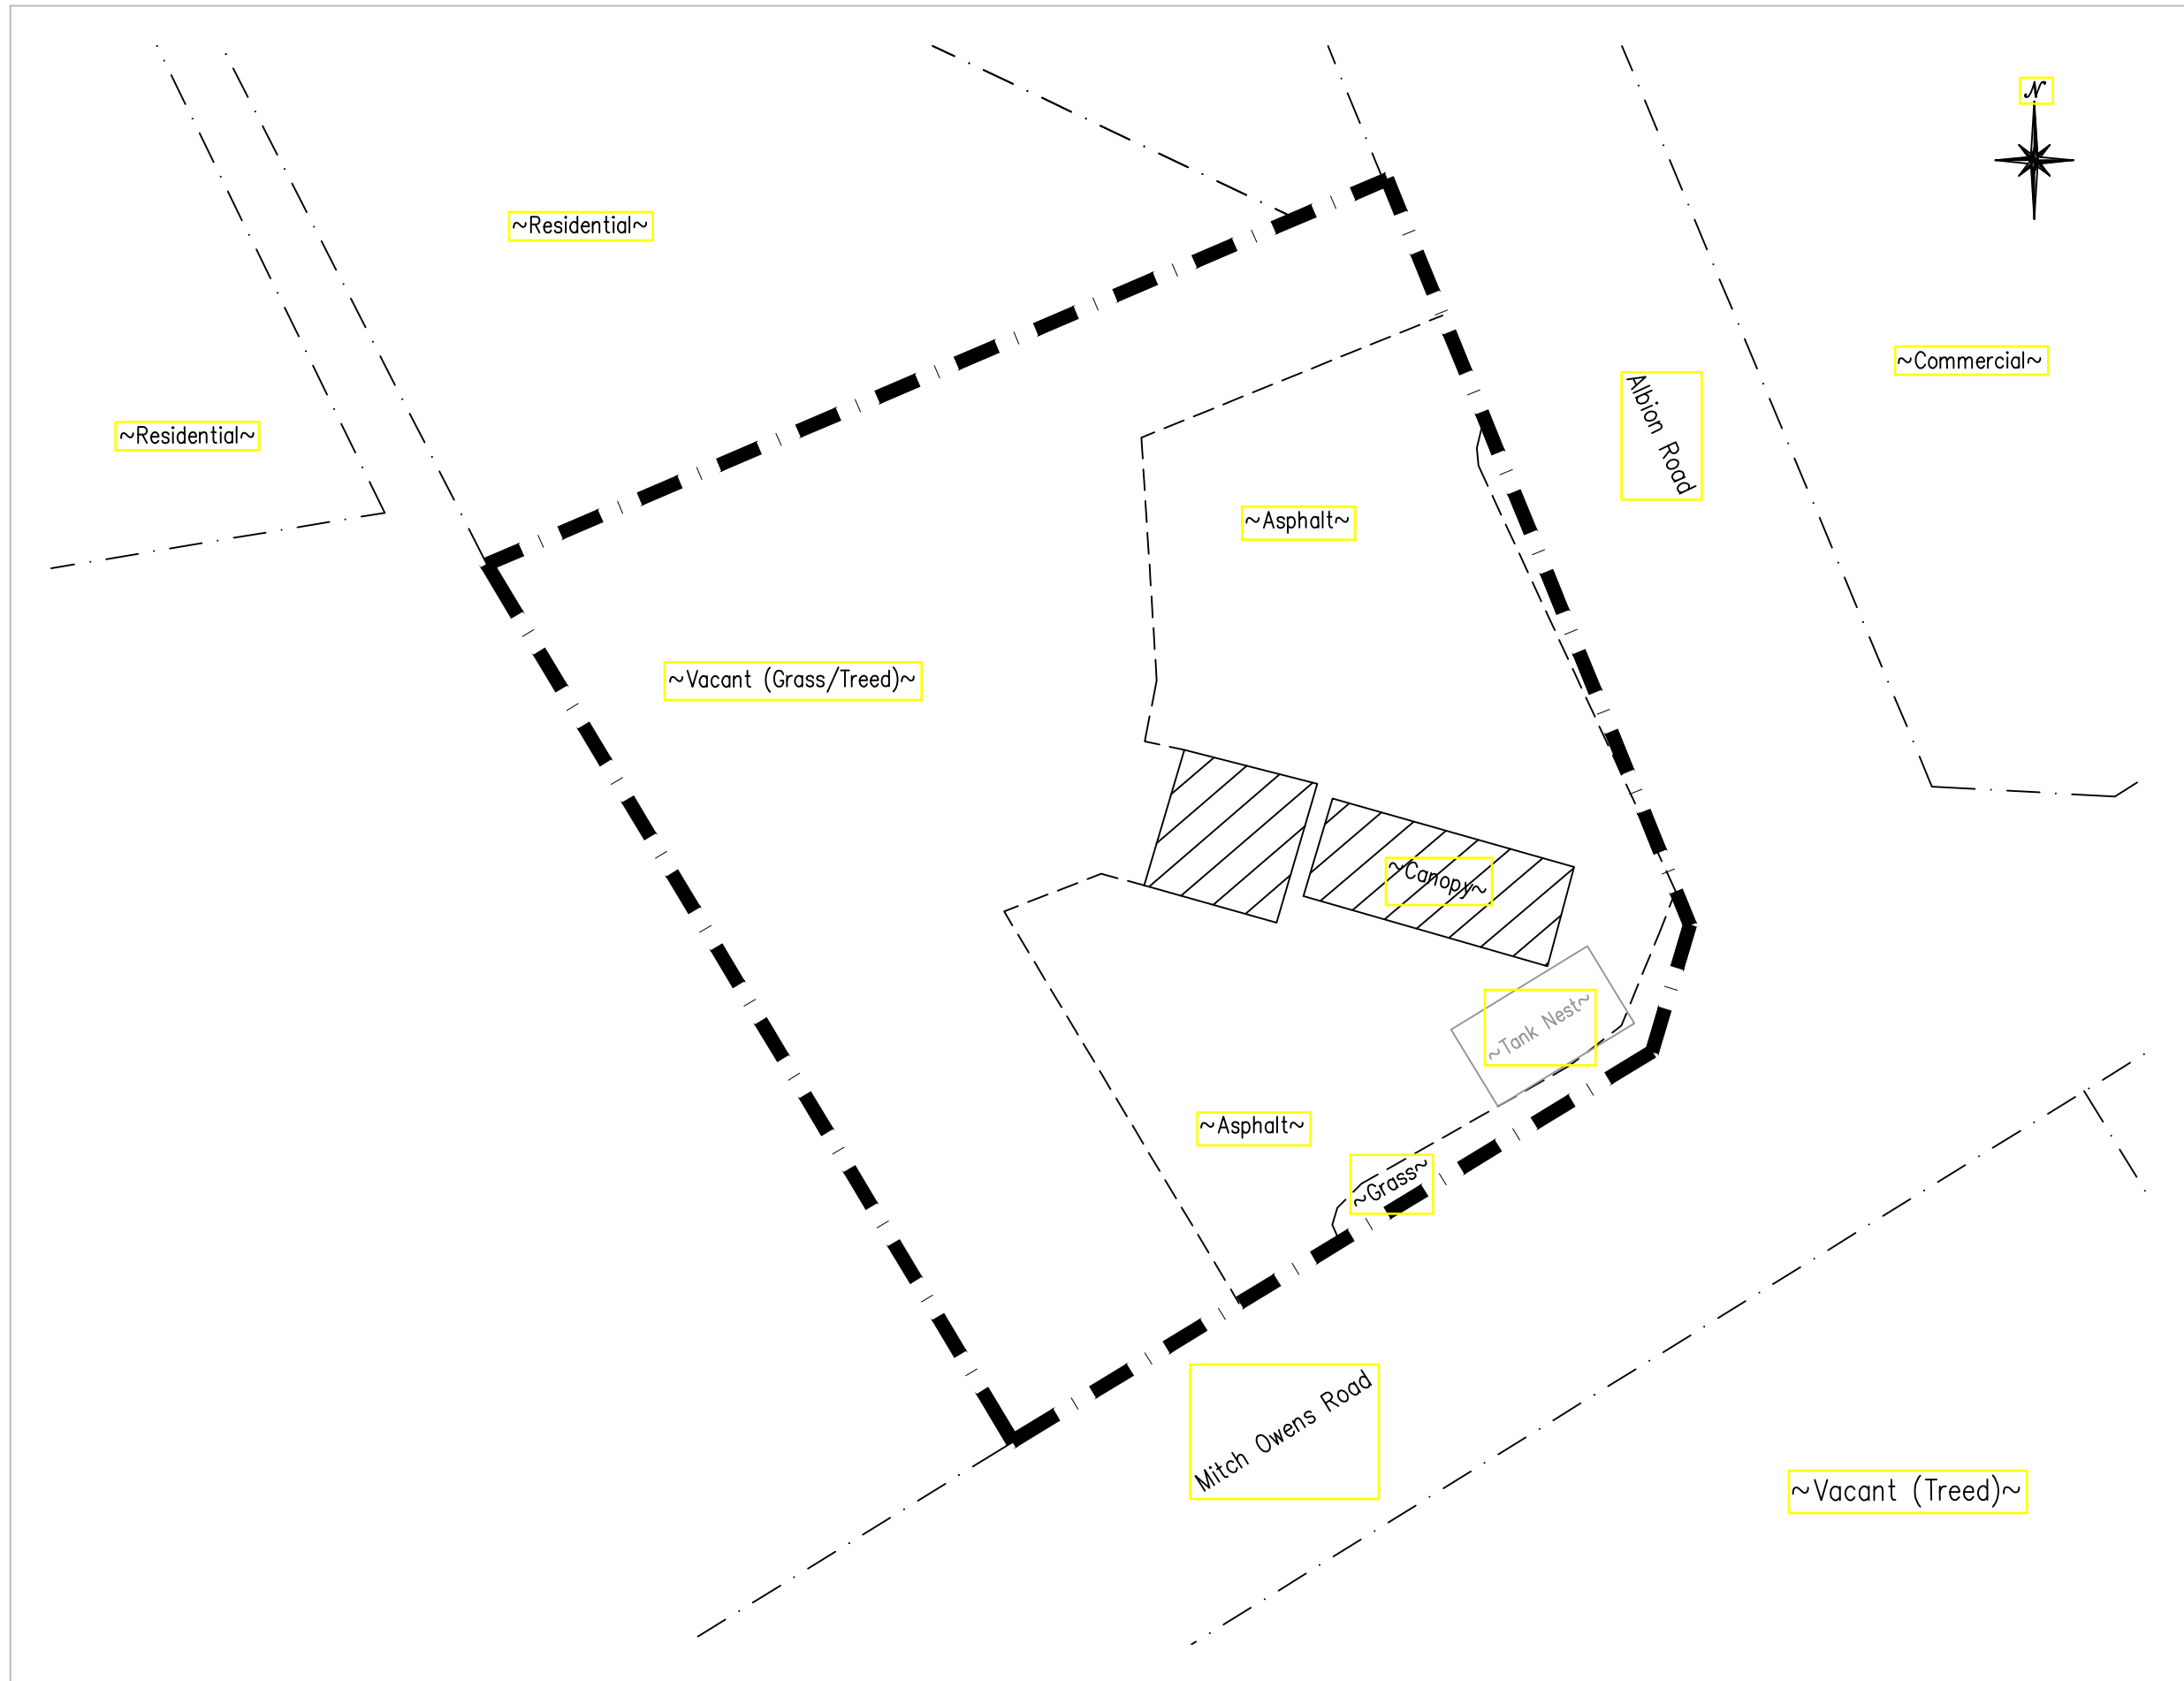 N
~Residential~
~Commercial~
Albion Road
~Residential~
~Asphalt~
~Vacant (Grass/Treed)~
~Canopy~
~Tank Nest~
~Asphalt~
~Grass~
Mitch Owens Road
~Vacant (Treed)~